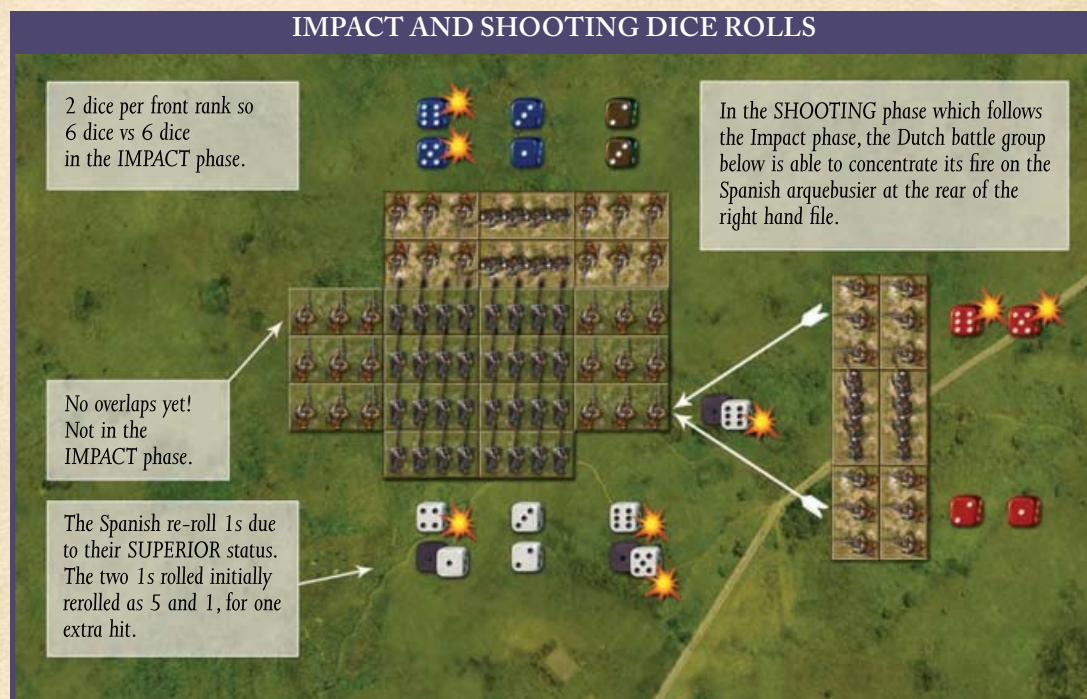 IMPACT AND SHOOTING DICE ROLLS
2 dice per front rank so
6 dice vs 6 dice
in the IMPACT phase.
In the SHOOTING phase which follows
the Impact phase, the Dutch battle group
below is able to concentrate its fire on the
Spanish arquebusier at the rear of the
right hand file.
No overlaps yet!
Not in the
IMPACT phase.
The Spanish re-roll 1s due
to their SUPERIOR status.
The two 1s rolled initially
rerolled as 5 and 1, for one
extra hit.